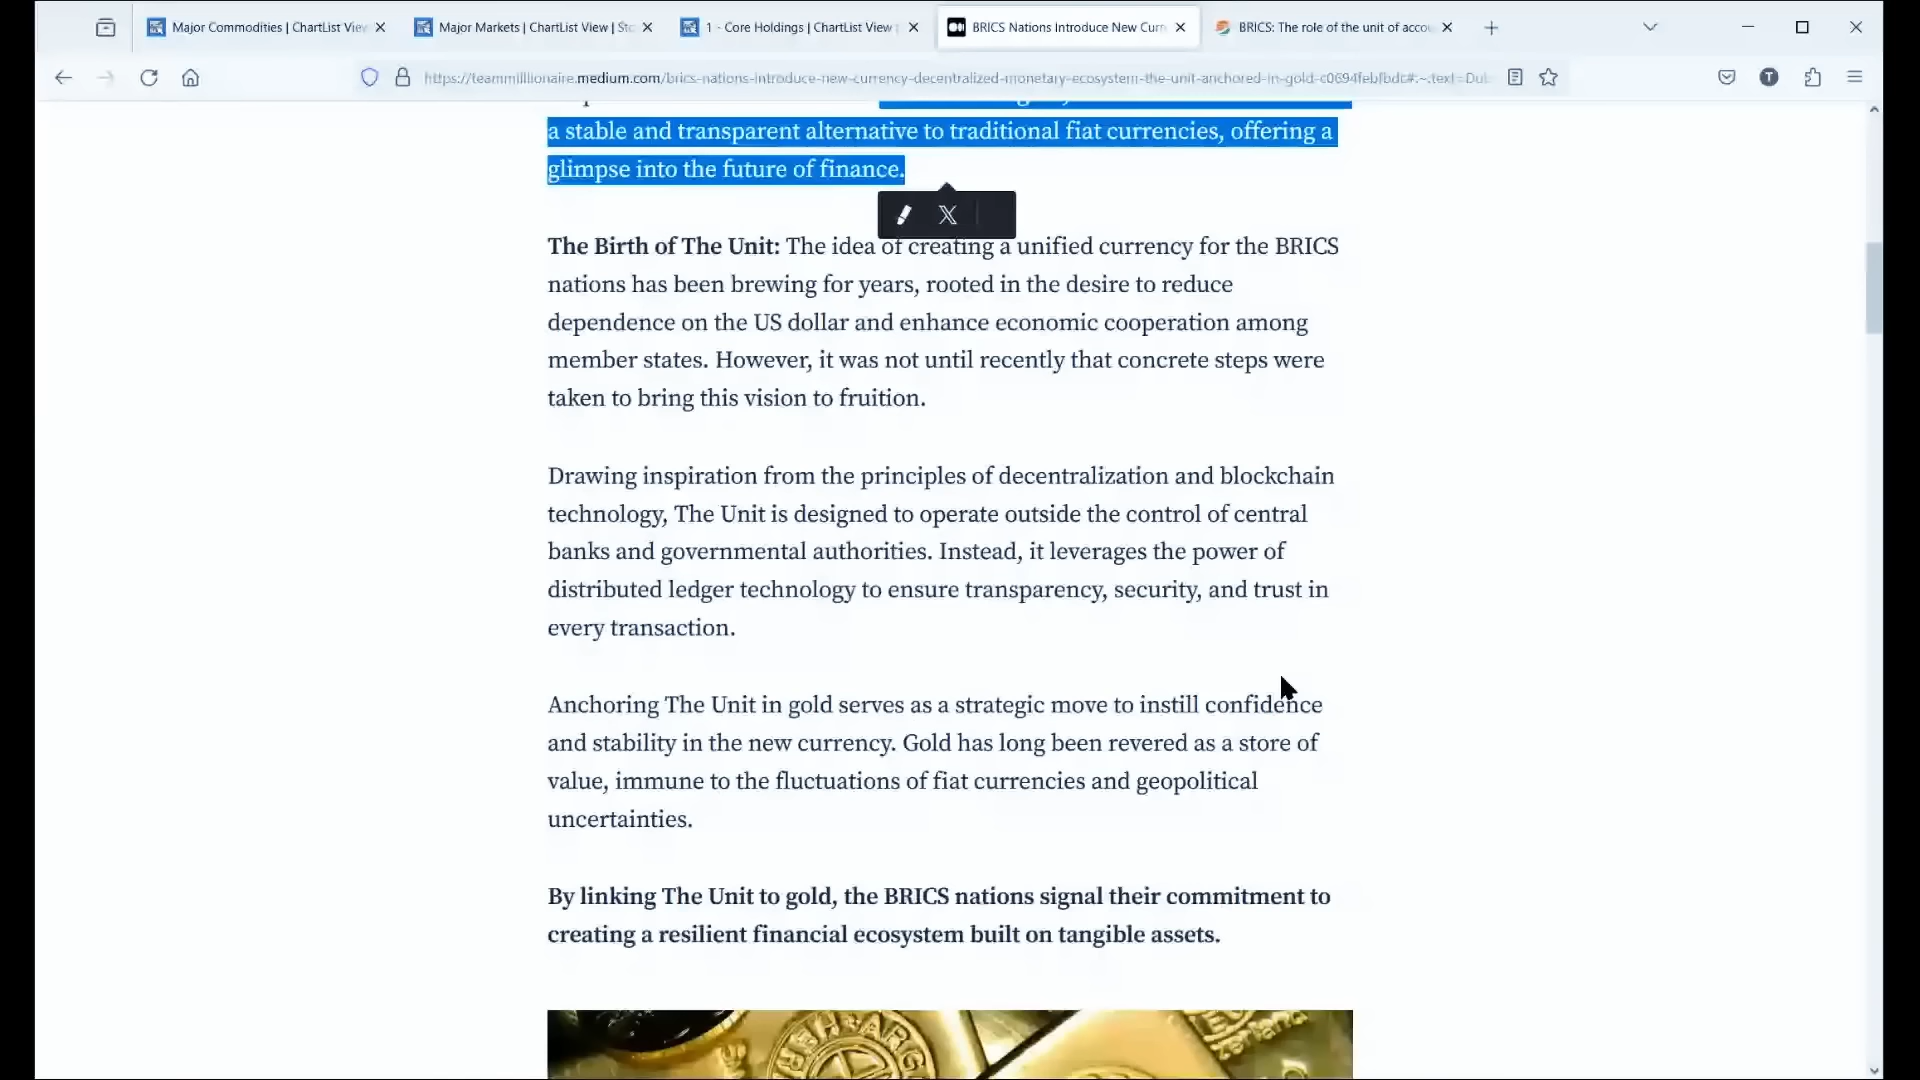 Major Commodities | ChartList View
Major Markets | ChartList View | Sto
1 - Core Holdings | ChartList View
BRICS Nations Introduce New Curr
BRICS: The role of the unit of accou
https://teammilllionaire.medium.com/brics-nations-introduce-new-currency-decentralized-monetary-ecosystem-the-unit-anchored-in-gold-c0694febfbdc#:~:text=Dub
a stable and transparent alternative to traditional fiat currencies, offering a
glimpse into the future of finance.
The Birth of The Unit: The idea of creating a unified currency for the BRICS
nations has been brewing for years, rooted in the desire to reduce
dependence on the US dollar and enhance economic cooperation among
member states. However, it was not until recently that concrete steps were
taken to bring this vision to fruition.
Drawing inspiration from the principles of decentralization and blockchain
technology, The Unit is designed to operate outside the control of central
banks and governmental authorities. Instead, it leverages the power of
distributed ledger technology to ensure transparency, security, and trust in
every transaction.
Anchoring The Unit in gold serves as a strategic move to instill confidence
and stability in the new currency. Gold has long been revered as a store of
value, immune to the fluctuations of fiat currencies and geopolitical
uncertainties.
By linking The Unit to gold, the BRICS nations signal their commitment to
creating a resilient financial ecosystem built on tangible assets.